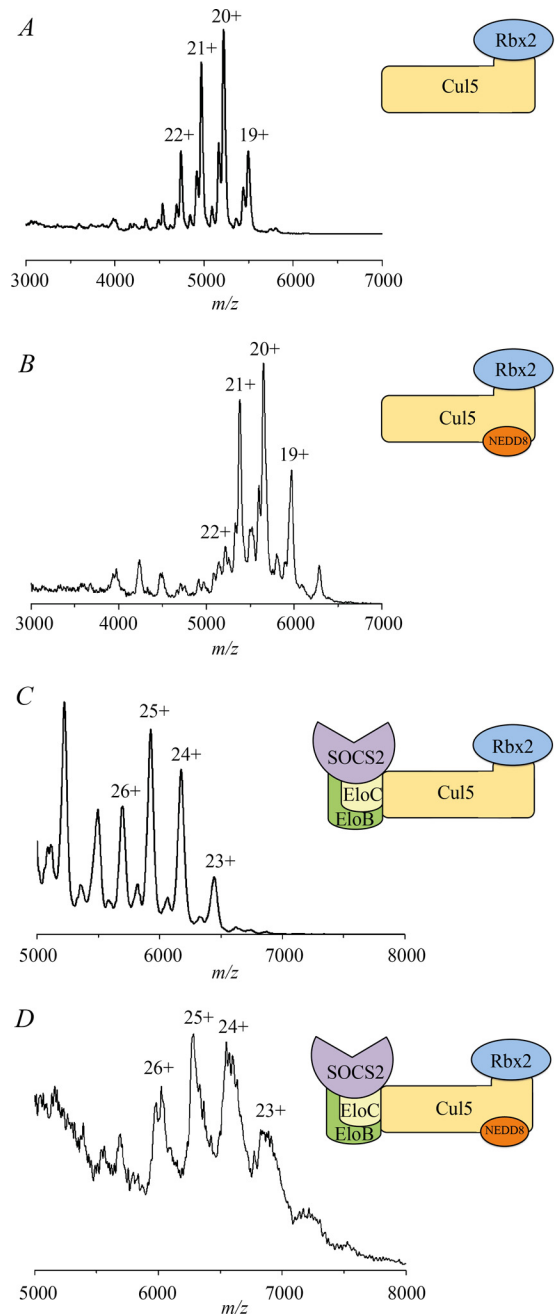 A
20+
21+
22+
19+
Rbx2
Cul5
3000 4000 5000 6000 7000
m/z
B
20+
21+
22+
19+
Rbx2
Cul5
NEDD8
3000 4000 5000 6000 7000
m/z
C
25+
24+
26+
23+
SOCS2
EloC
EloB
Cul5
Rbx2
5000 6000 7000 8000
m/z
D
25+
24+
26+
23+
SOCS2
EloC
EloB
Cul5
Rbx2
NEDD8
5000 6000 7000 8000
m/z